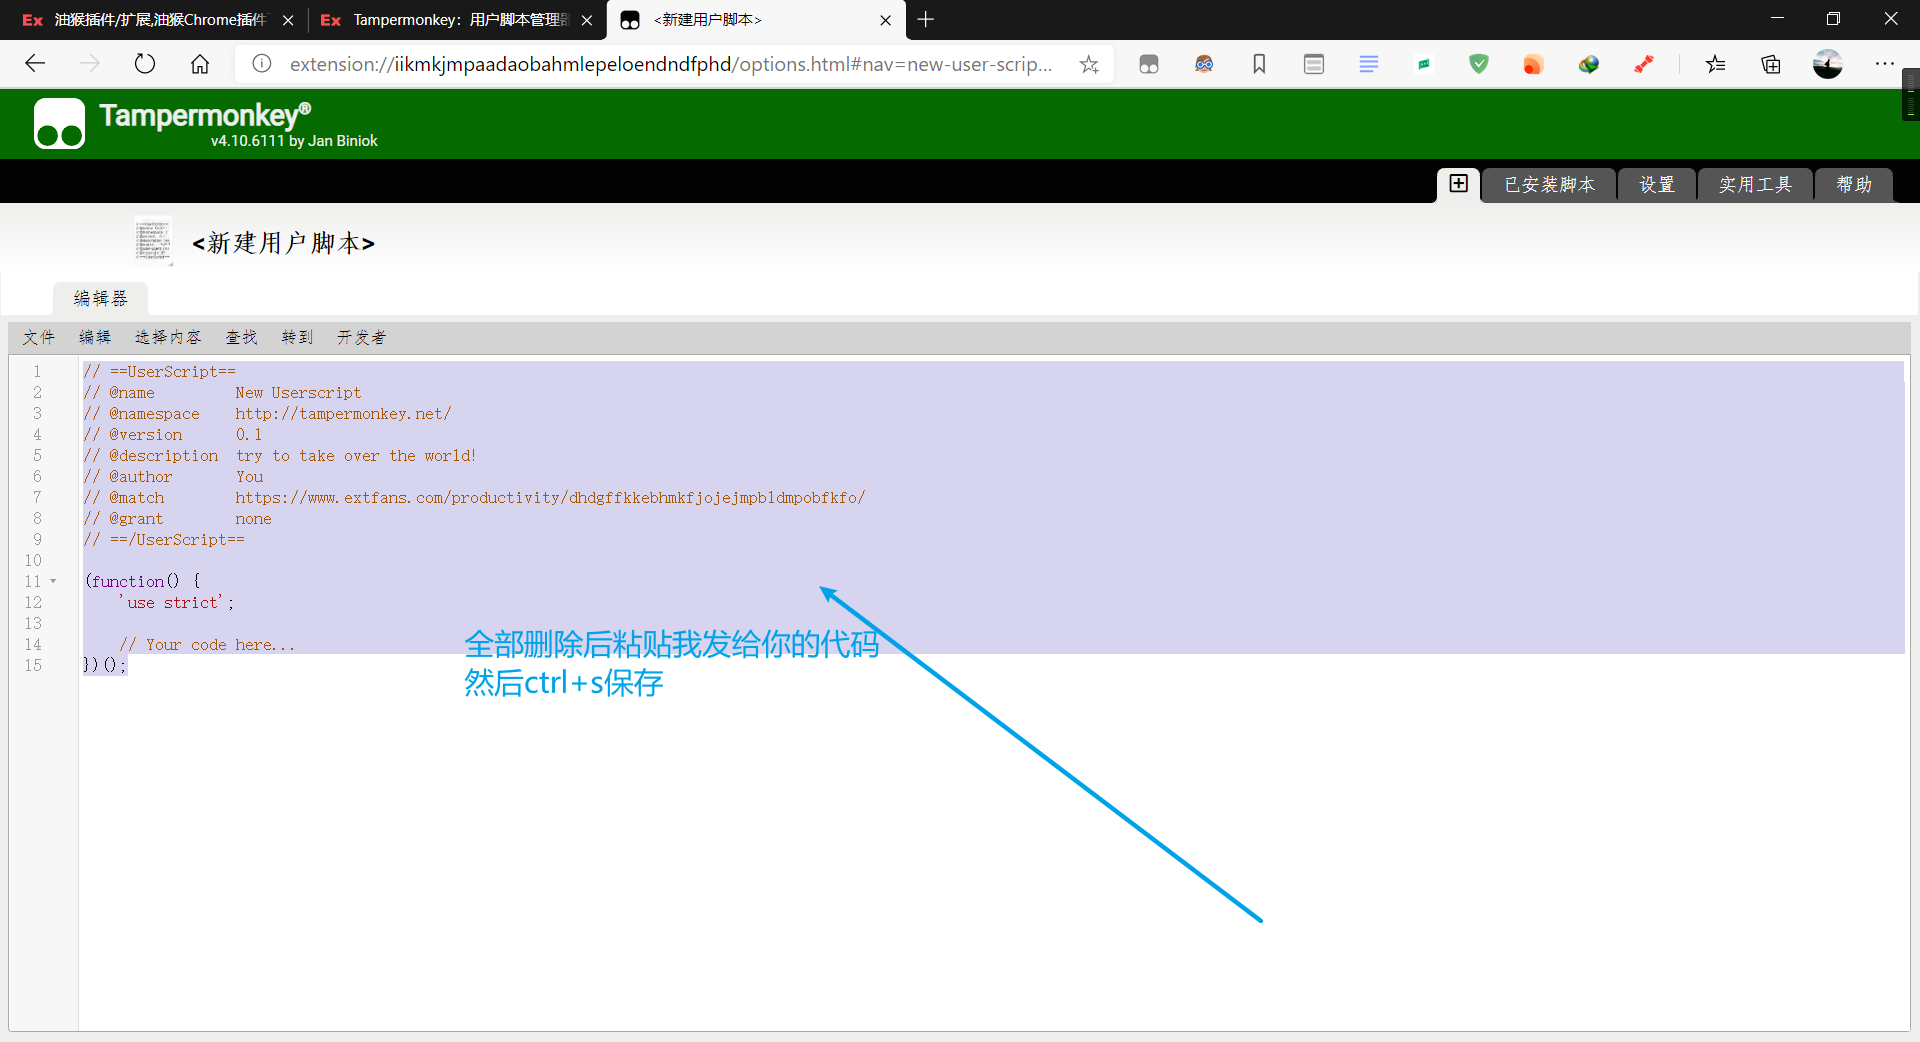 Ex 油猴插件/扩展,油猴Chrome插件
Ex Tampermonkey：用户脚本管理器
<新建用户脚本>
extension://iikmkjmpaadaobahmlepeloendndfphd/options.html#nav=new-user-scrip...
Tampermonkey®
v4.10.6111 by Jan Biniok
已安装脚本 设置 实用工具 帮助
<新建用户脚本>
编辑器
文件 编辑 选择内容 查找 转到 开发者
1 // ==UserScript==
2 // @name New Userscript
3 // @namespace http://tampermonkey.net/
4 // @version 0.1
5 // @description try to take over the world!
6 // @author You
7 // @match https://www.extfans.com/productivity/dhdgffkkebhmkfjojejmpbldmpobfkfo/
8 // @grant none
9 // ==/UserScript==
10
11 (function() {
12 'use strict';
13
14 // Your code here...
15 })();
全部删除后粘贴我发给你的代码
然后ctrl+s保存